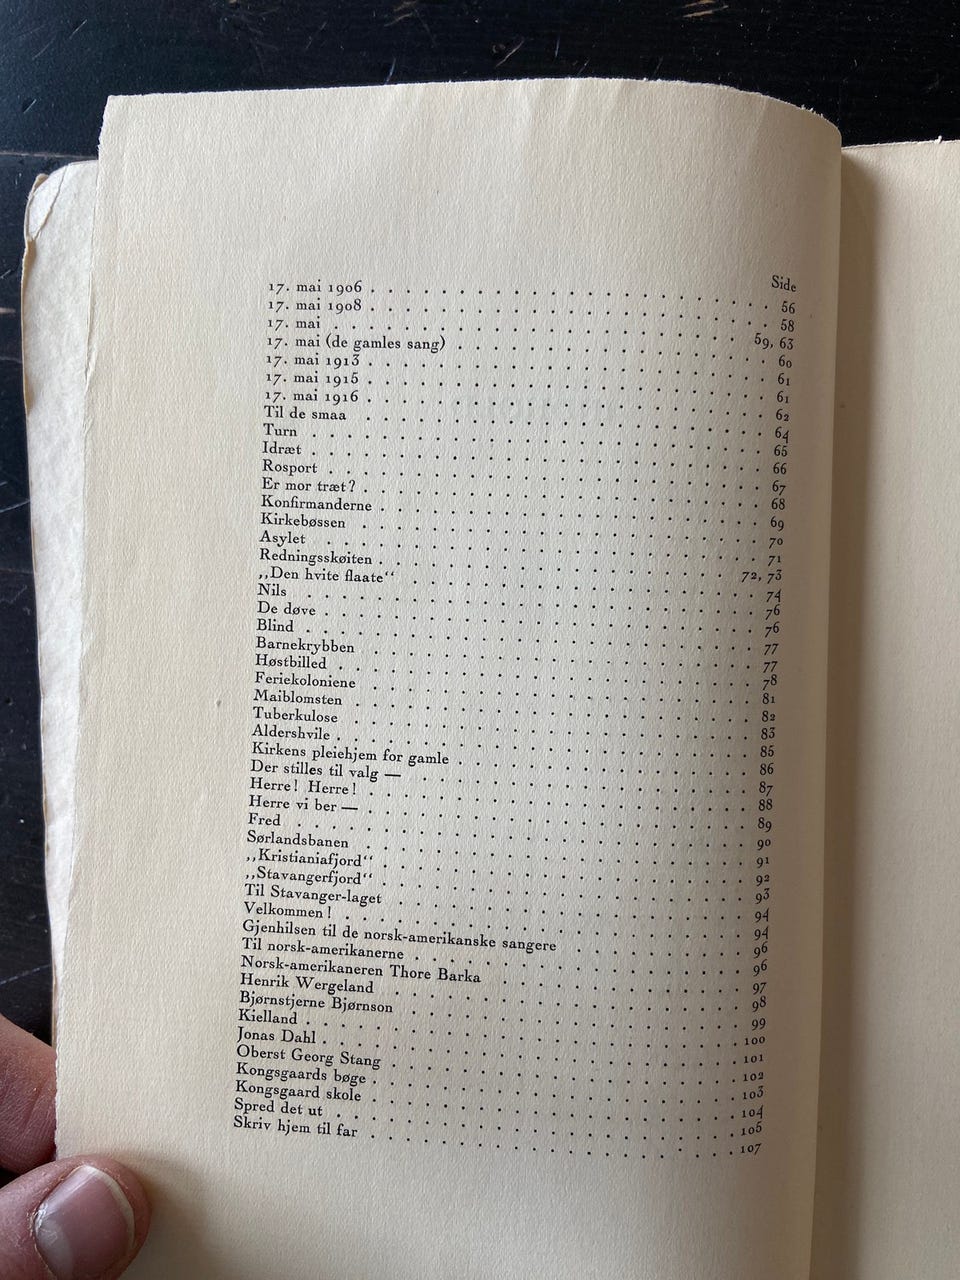 Side
17. mai 1906 . . . . . . . . . . . . . . . . . . 56
17. mai 1908 . . . . . . . . . . . . . . . . . . 58
17. mai . . . . . . . . . . . . . . . . . . 59, 63
17. mai (de gamles sang) . . . . . . . . . . . . . . 60
17. mai 1913 . . . . . . . . . . . . . . . . . . 61
17. mai 1915 . . . . . . . . . . . . . . . . . . 61
17. mai 1916 . . . . . . . . . . . . . . . . . . 62
Til de smaa . . . . . . . . . . . . . . . . . . 64
Turn . . . . . . . . . . . . . . . . . . . . 65
Idræt . . . . . . . . . . . . . . . . . . . . 66
Rosport . . . . . . . . . . . . . . . . . . . 67
Er mor træt? . . . . . . . . . . . . . . . . . . 68
Konfirmanderne . . . . . . . . . . . . . . . . . 69
Kirkebøssen . . . . . . . . . . . . . . . . . . 70
Asylet . . . . . . . . . . . . . . . . . . . . 71
Redningsskøiten . . . . . . . . . . . . . . . . 72, 73
„Den hvite flaate“ . . . . . . . . . . . . . . . . 74
Nils . . . . . . . . . . . . . . . . . . . . 76
De døve . . . . . . . . . . . . . . . . . . . 76
Blind . . . . . . . . . . . . . . . . . . . . 77
Barnekrybben . . . . . . . . . . . . . . . . . . 77
Høstbilled . . . . . . . . . . . . . . . . . . . 78
Feriekoloniene . . . . . . . . . . . . . . . . . 81
Maiblomsten . . . . . . . . . . . . . . . . . . 82
Tuberkulose . . . . . . . . . . . . . . . . . . 83
Aldershvile . . . . . . . . . . . . . . . . . . . 85
Kirkens pleiehjem for gamle . . . . . . . . . . . . . 86
Der stilles til valg — . . . . . . . . . . . . . . . 87
Herre! Herre! . . . . . . . . . . . . . . . . . . 88
Herre vi ber — . . . . . . . . . . . . . . . . . 89
Fred . . . . . . . . . . . . . . . . . . . . 90
Sørlandsbanen . . . . . . . . . . . . . . . . . 91
„Kristianiafjord“ . . . . . . . . . . . . . . . . . 92
„Stavangerfjord“ . . . . . . . . . . . . . . . . . 93
Til Stavanger-laget . . . . . . . . . . . . . . . . 94
Velkommen! . . . . . . . . . . . . . . . . . . 94
Gjenhilsen til de norsk-amerikanske sangere . . . . . . . . 96
Til norsk-amerikanerne . . . . . . . . . . . . . . . 96
Norsk-amerikaneren Thore Barka . . . . . . . . . . . . 97
Henrik Wergeland . . . . . . . . . . . . . . . . 98
Bjørnstjerne Bjørnson . . . . . . . . . . . . . . . 99
Kielland . . . . . . . . . . . . . . . . . . . 100
Jonas Dahl . . . . . . . . . . . . . . . . . . . 101
Oberst Georg Stang . . . . . . . . . . . . . . . . 102
Kongsgaards bøge . . . . . . . . . . . . . . . . . 103
Kongsgaard skole . . . . . . . . . . . . . . . . . 104
Spred det ut . . . . . . . . . . . . . . . . . . 105
Skriv hjem til far . . . . . . . . . . . . . . . . . 107